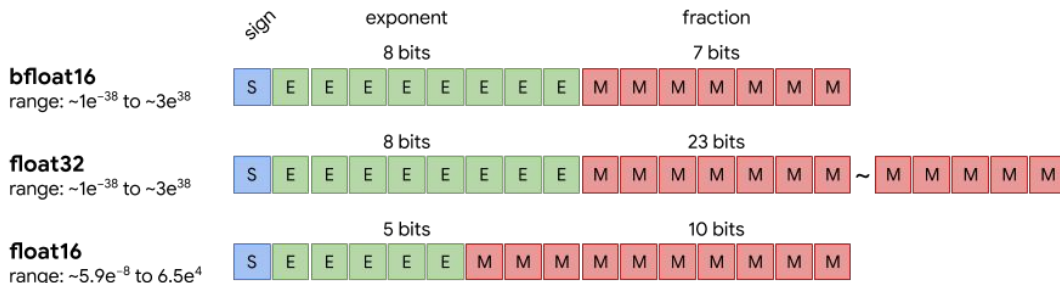 sign exponent fraction
8 bits 7 bits
bfloat16
range: ~1e⁻³⁸ to ~3e³⁸
S E E E E E E E E M M M M M M M
8 bits 23 bits
float32
range: ~1e⁻³⁸ to ~3e³⁸
S E E E E E E E E M M M M M M M ~ M M M M M
5 bits 10 bits
float16
range: ~5.9e⁻⁸ to 6.5e⁴
S E E E E E M M M M M M M M M M